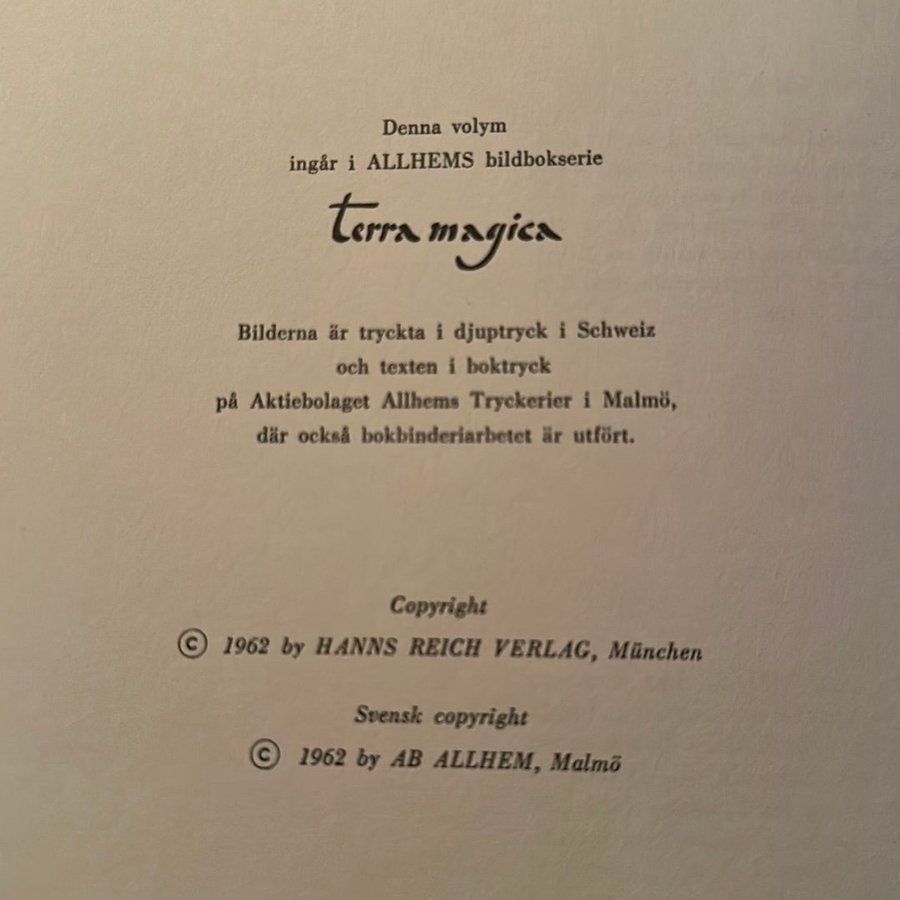 Denna volym
ingår i ALLHEMS bildbokserie
terra magica
Bilderna är tryckta i djuptryck i Schweiz
och texten i boktryck
på Aktiebolaget Allhems Tryckerier i Malmö,
där också bokbinderiarbetet är utfört.
Copyright
© 1962 by HANNS REICH VERLAG, München
Svensk copyright
© 1962 by AB ALLHEM, Malmö